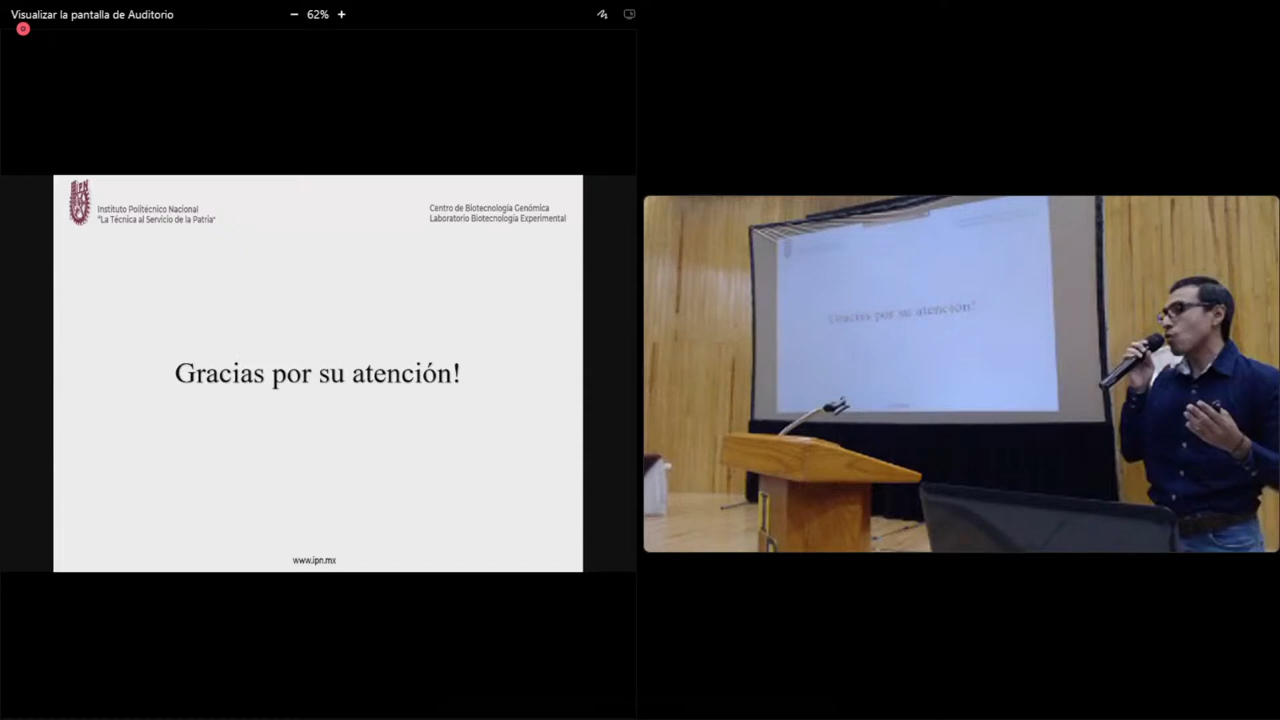 Visualizar la pantalla de Auditorio
− 62% +
IPN
Instituto Politécnico Nacional
"La Técnica al Servicio de la Patria"
Centro de Biotecnología Genómica
Laboratorio Biotecnología Experimental
Gracias por su atención!
www.ipn.mx
Gracias por su atención!